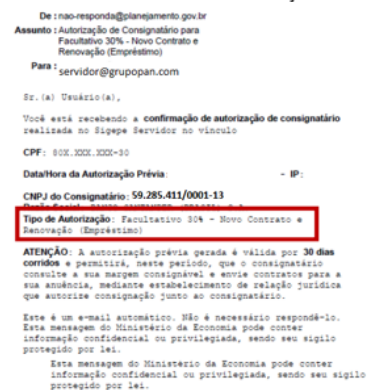 De : nao-responda@planejamento.gov.br
Assunto : Autorização de Consignatário para
Facultativo 30% - Novo Contrato e
Renovação (Empréstimo)
Para : servidor@grupopan.com
Sr.(a) Usuário(a),
Você está recebendo a confirmação de autorização de consignatário
realizada no Sigepe Servidor no vínculo
CPF: 80X.XXX.XXX-30
Data/Hora da Autorização Prévia: - IP:
CNPJ do Consignatário: 59.285.411/0001-13
Tipo de Autorização: Facultativo 30% - Novo Contrato e
Renovação (Empréstimo)
ATENÇÃO: A autorização prévia gerada é válida por 30 dias
corridos e permitirá, neste período, que o consignatário
consulte a sua margem consignável e envie contratos para a
sua anuência, mediante estabelecimento de relação jurídica
que autorize consignação junto ao consignatário.
Este é um e-mail automático. Não é necessário respondê-lo.
Esta mensagem do Ministério da Economia pode conter
informação confidencial ou privilegiada, sendo seu sigilo
protegido por lei.
Esta mensagem do Ministério da Economia pode conter
informação confidencial ou privilegiada, sendo seu sigilo
protegido por lei.